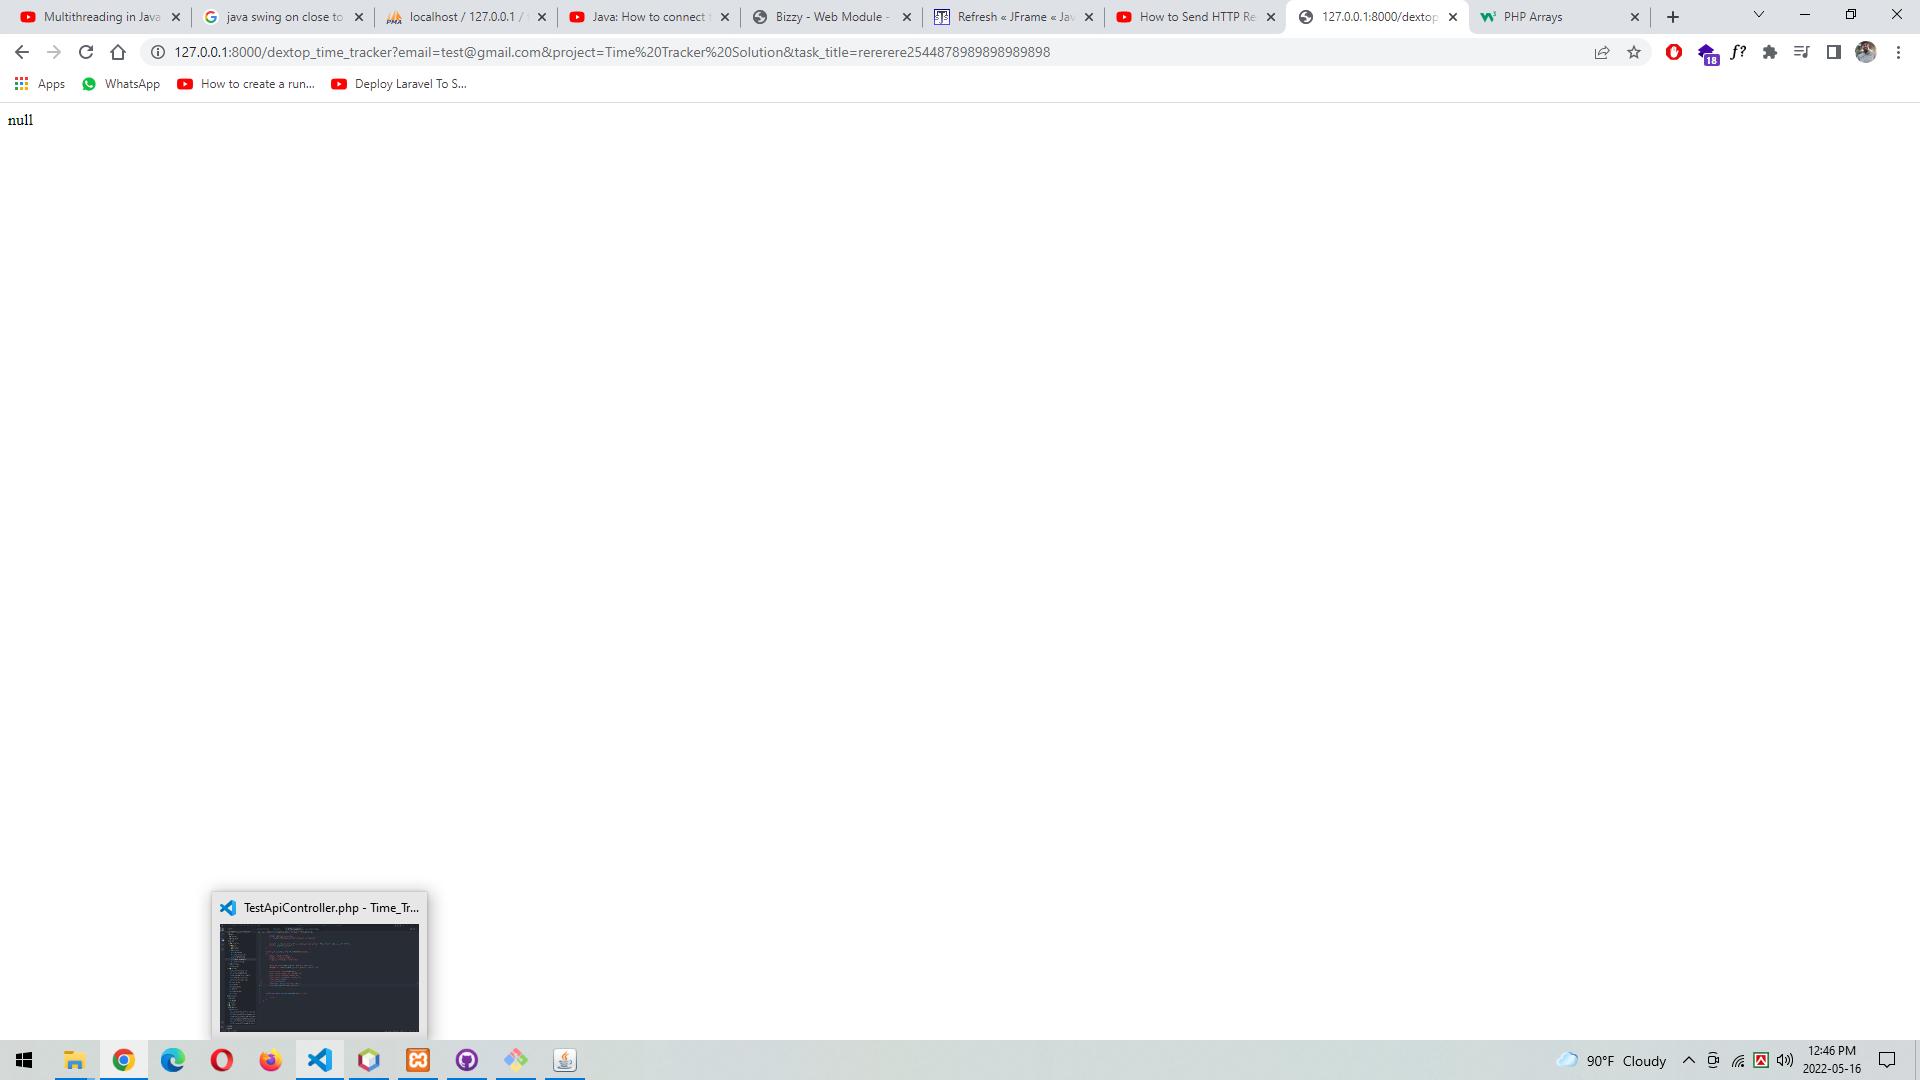 Multithreading in Java
java swing on close to
localhost / 127.0.0.1 /
Java: How to connect
Bizzy - Web Module -
Refresh « JFrame « Jav
How to Send HTTP Re
127.0.0.1:8000/dextop
PHP Arrays
127.0.0.1:8000/dextop_time_tracker?email=test@gmail.com&project=Time%20Tracker%20Solution&task_title=rererere2544878989898989898
18
f?
Apps
WhatsApp
How to create a run...
Deploy Laravel To S...
null
TestApiController.php - Time_Tr...
90°F Cloudy
12:46 PM
2022-05-16